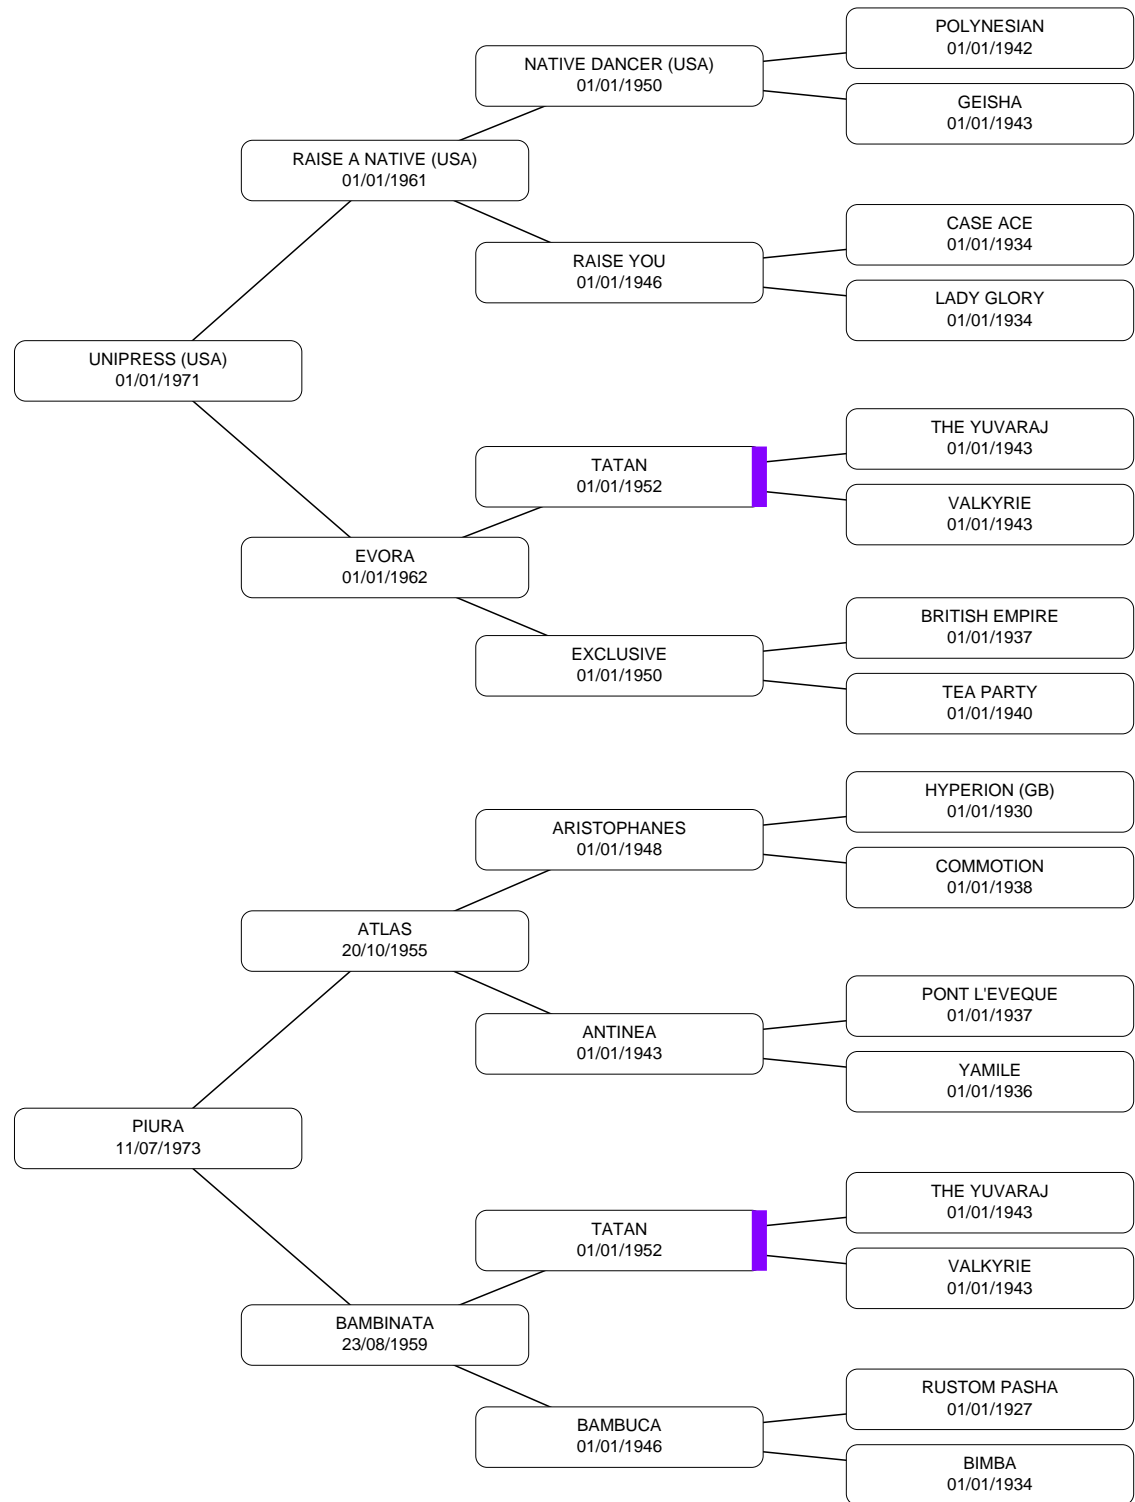 POLYNESIAN
01/01/1942
NATIVE DANCER (USA)
01/01/1950
GEISHA
01/01/1943
RAISE A NATIVE (USA)
01/01/1961
CASE ACE
01/01/1934
RAISE YOU
01/01/1946
LADY GLORY
01/01/1934
UNIPRESS (USA)
01/01/1971
THE YUVARAJ
01/01/1943
TATAN
01/01/1952
VALKYRIE
01/01/1943
EVORA
01/01/1962
BRITISH EMPIRE
01/01/1937
EXCLUSIVE
01/01/1950
TEA PARTY
01/01/1940
HYPERION (GB)
01/01/1930
ARISTOPHANES
01/01/1948
COMMOTION
01/01/1938
ATLAS
20/10/1955
PONT L'EVEQUE
01/01/1937
ANTINEA
01/01/1943
YAMILE
01/01/1936
PIURA
11/07/1973
THE YUVARAJ
01/01/1943
TATAN
01/01/1952
VALKYRIE
01/01/1943
BAMBINATA
23/08/1959
RUSTOM PASHA
01/01/1927
BAMBUCA
01/01/1946
BIMBA
01/01/1934